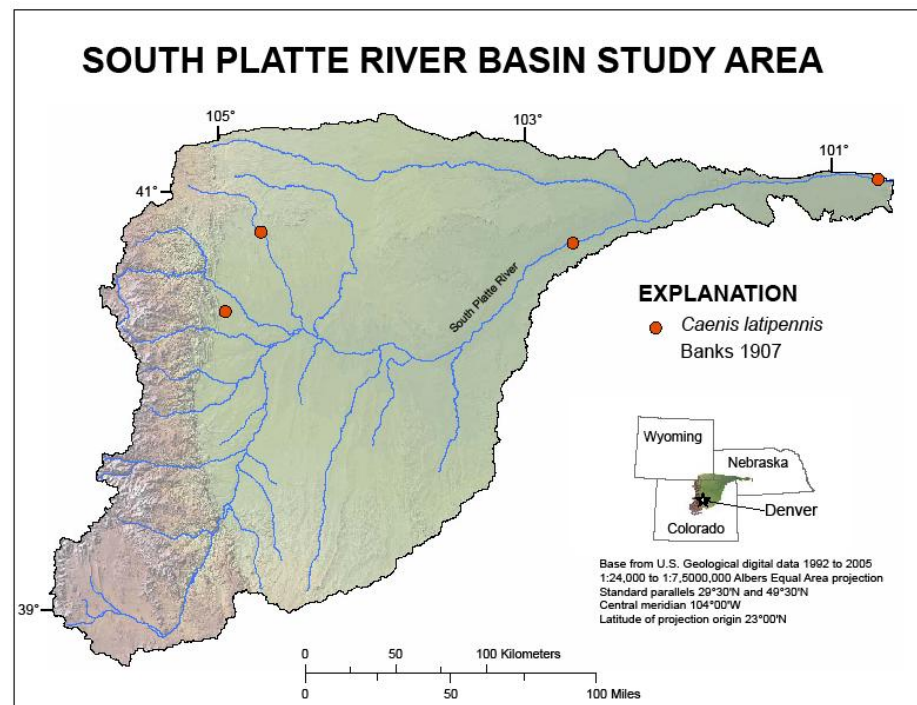 SOUTH PLATTE RIVER BASIN STUDY AREA
105°
103°
101°
41°
South Platte River
EXPLANATION
Caenis latipennis
Banks 1907
Wyoming
Nebraska
Denver
Colorado
Base from U.S. Geological digital data 1992 to 2005
1:24,000 to 1:7,5000,000 Albers Equal Area projection
Standard parallels 29°30'N and 49°30'N
Central meridian 104°00'W
Latitude of projection origin 23°00'N
39°
0 50 100 Kilometers
0 50 100 Miles